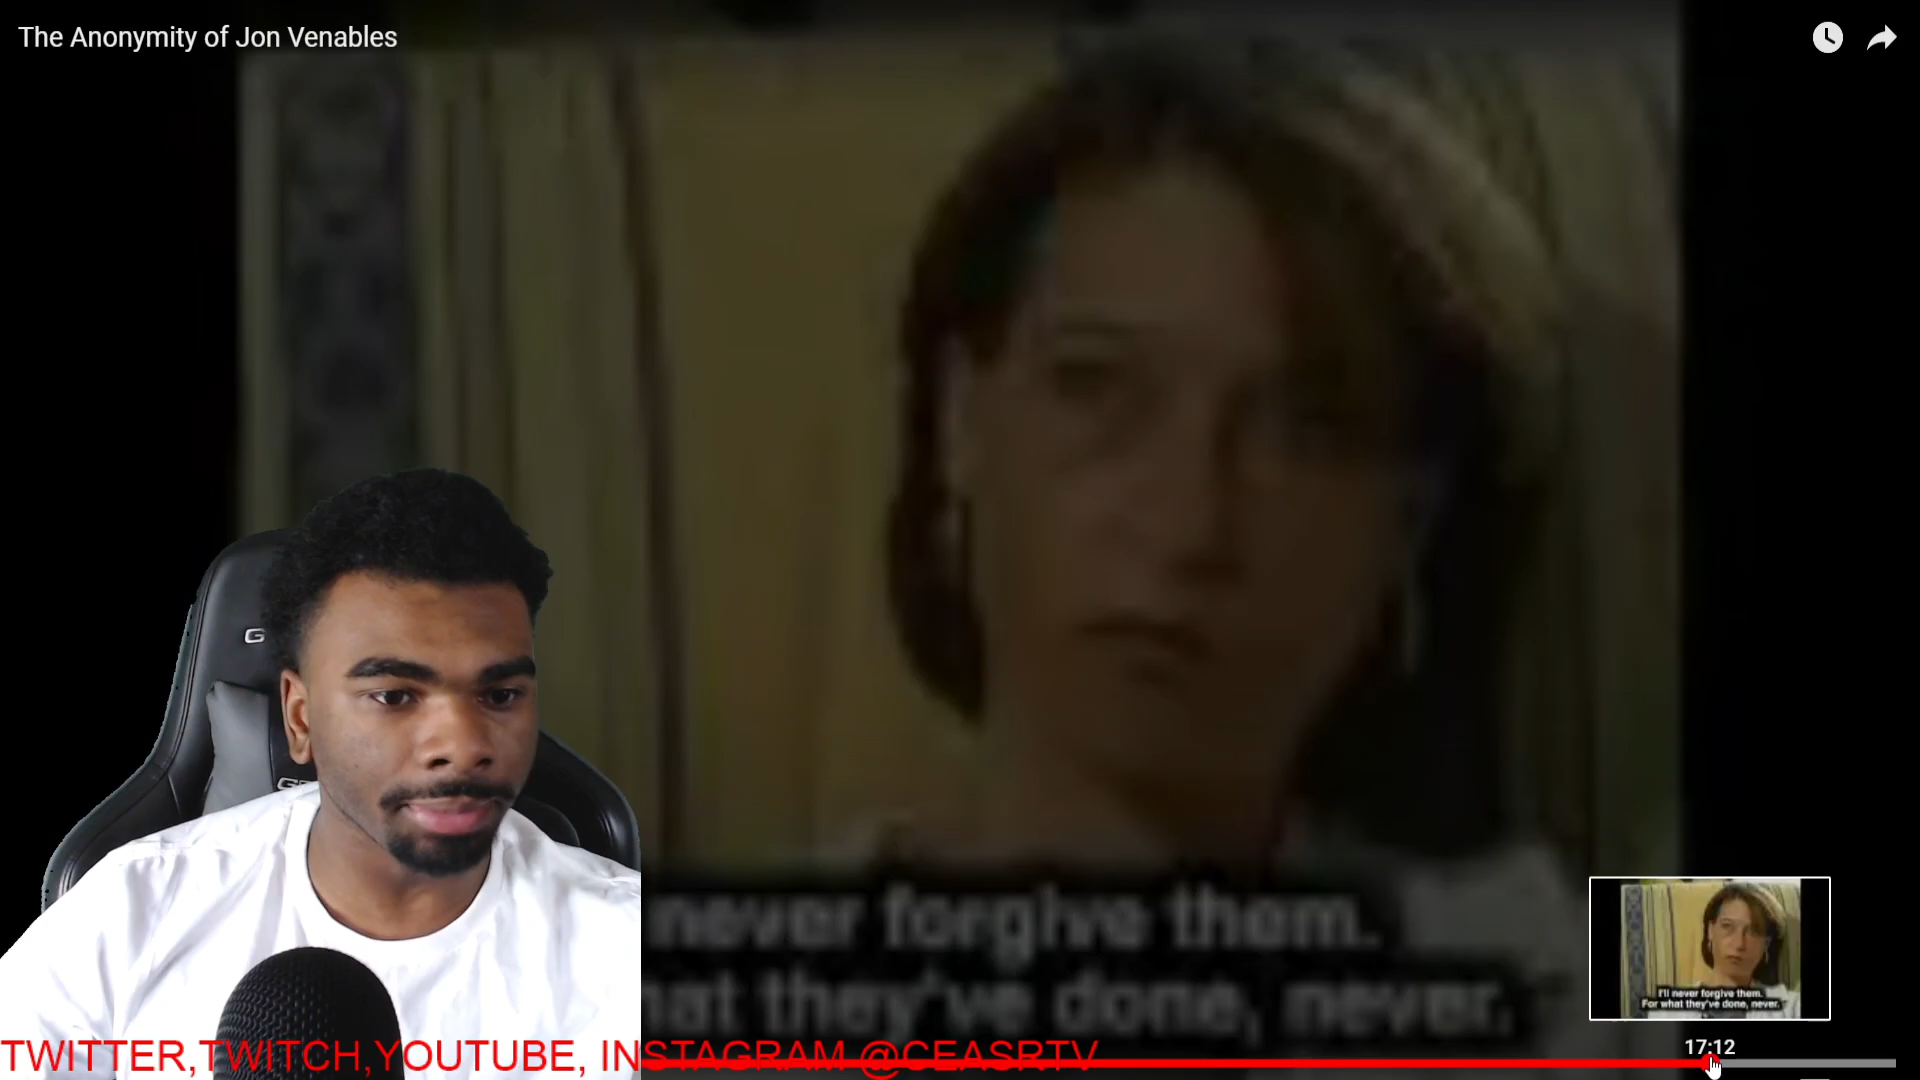 The Anonymity of Jon Venables
G
G
never forgive them.
hat they've done, never.
I'll never forgive them.
For what they've done, never.
17:12
TWITTER,TWITCH,YOUTUBE, INSTAGRAM @CEASRTV